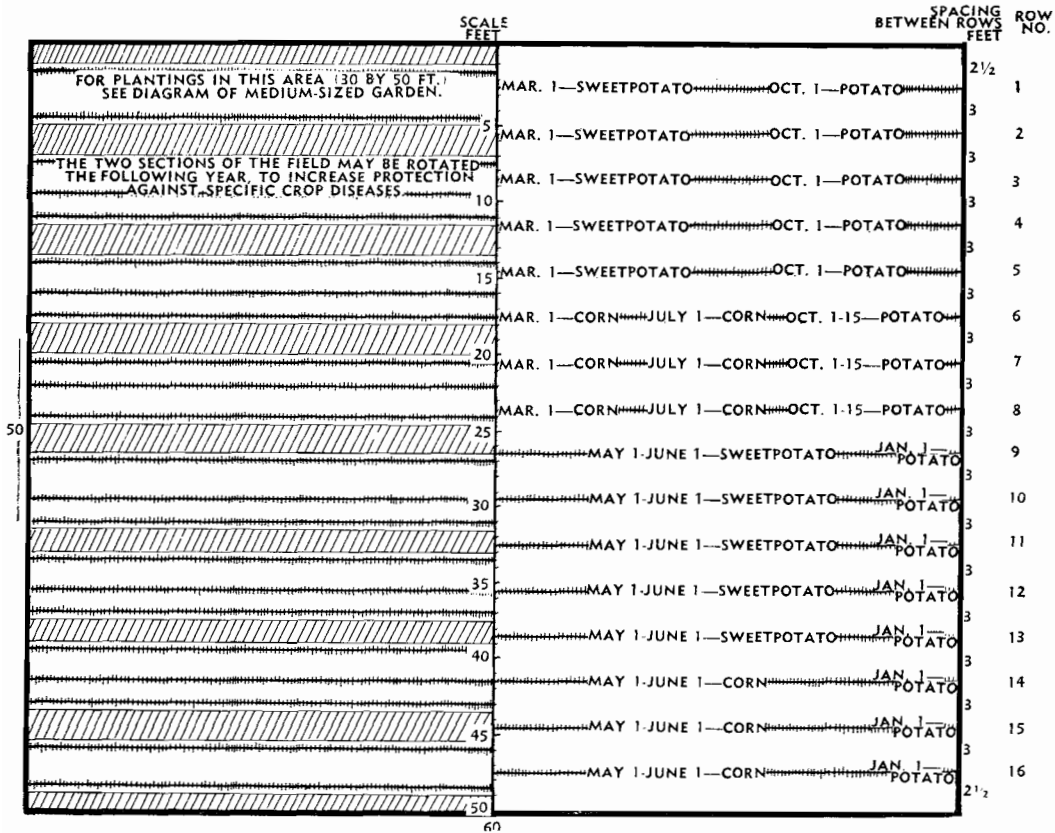 SCALE
FEET
SPACING
BETWEEN ROWS
FEET
ROW
NO.
FOR PLANTINGS IN THIS AREA (30 BY 50 FT.)
SEE DIAGRAM OF MEDIUM-SIZED GARDEN.
THE TWO SECTIONS OF THE FIELD MAY BE ROTATED
THE FOLLOWING YEAR, TO INCREASE PROTECTION
AGAINST SPECIFIC CROP DISEASES
2½
MAR. 1—SWEETPOTATO OCT. 1—POTATO 1
3
5
MAR. 1—SWEETPOTATO OCT. 1—POTATO 2
3
MAR. 1—SWEETPOTATO OCT. 1—POTATO 3
10
3
MAR. 1—SWEETPOTATO OCT. 1—POTATO 4
3
MAR. 1—SWEETPOTATO OCT. 1—POTATO 5
15
3
MAR. 1—CORN JULY 1—CORN OCT. 1-15—POTATO 6
3
20
MAR. 1—CORN JULY 1—CORN OCT. 1-15—POTATO 7
3
MAR. 1—CORN JULY 1—CORN OCT. 1-15—POTATO 8
50
25
3
MAY 1-JUNE 1—SWEETPOTATO JAN. 1—
POTATO 9
3
MAY 1-JUNE 1—SWEETPOTATO JAN. 1—
POTATO 10
30
3
MAY 1-JUNE 1—SWEETPOTATO JAN. 1—
POTATO 11
3
35
MAY 1-JUNE 1—SWEETPOTATO JAN. 1—
POTATO 12
3
MAY 1-JUNE 1—SWEETPOTATO JAN. 1—
POTATO 13
40
3
MAY 1-JUNE 1—CORN JAN. 1—
POTATO 14
3
MAY 1-JUNE 1—CORN JAN. 1—
POTATO 15
45
3
MAY 1-JUNE 1—CORN JAN. 1—
POTATO 16
2½
50
60